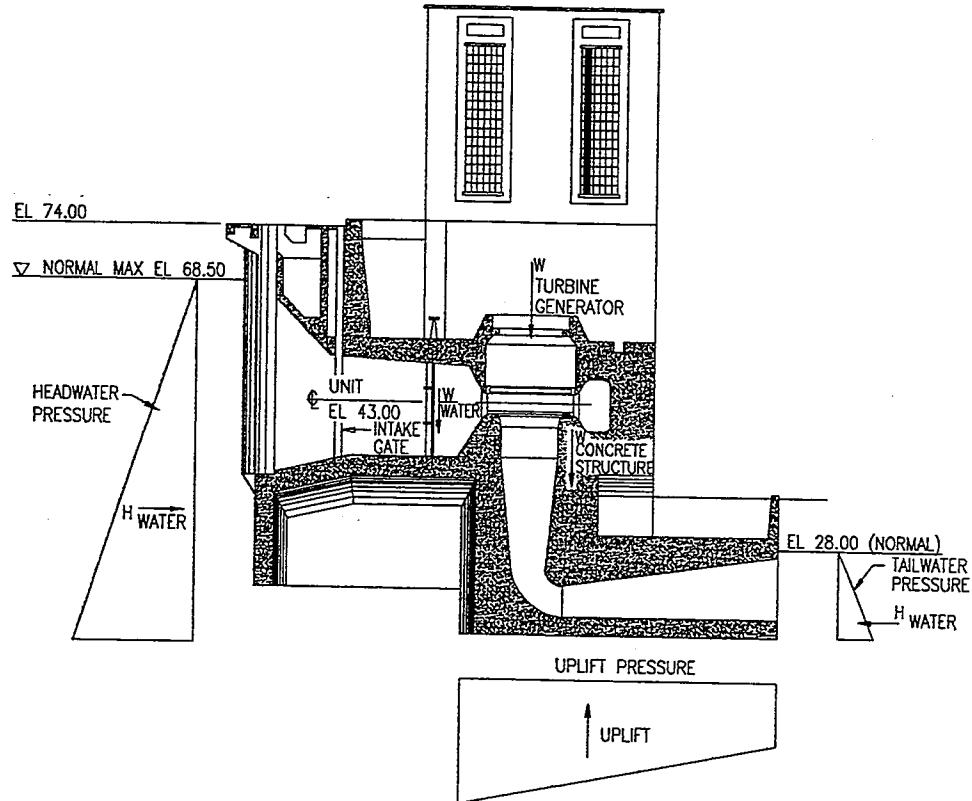 EL 74.00
NORMAL MAX EL 68.50
W
TURBINE
GENERATOR
HEADWATER
PRESSURE
UNIT
℄
EL 43.00
W
WATER
INTAKE
GATE
W
CONCRETE
STRUCTURE
H WATER
EL 28.00 (NORMAL)
TAILWATER
PRESSURE
H WATER
UPLIFT PRESSURE
UPLIFT